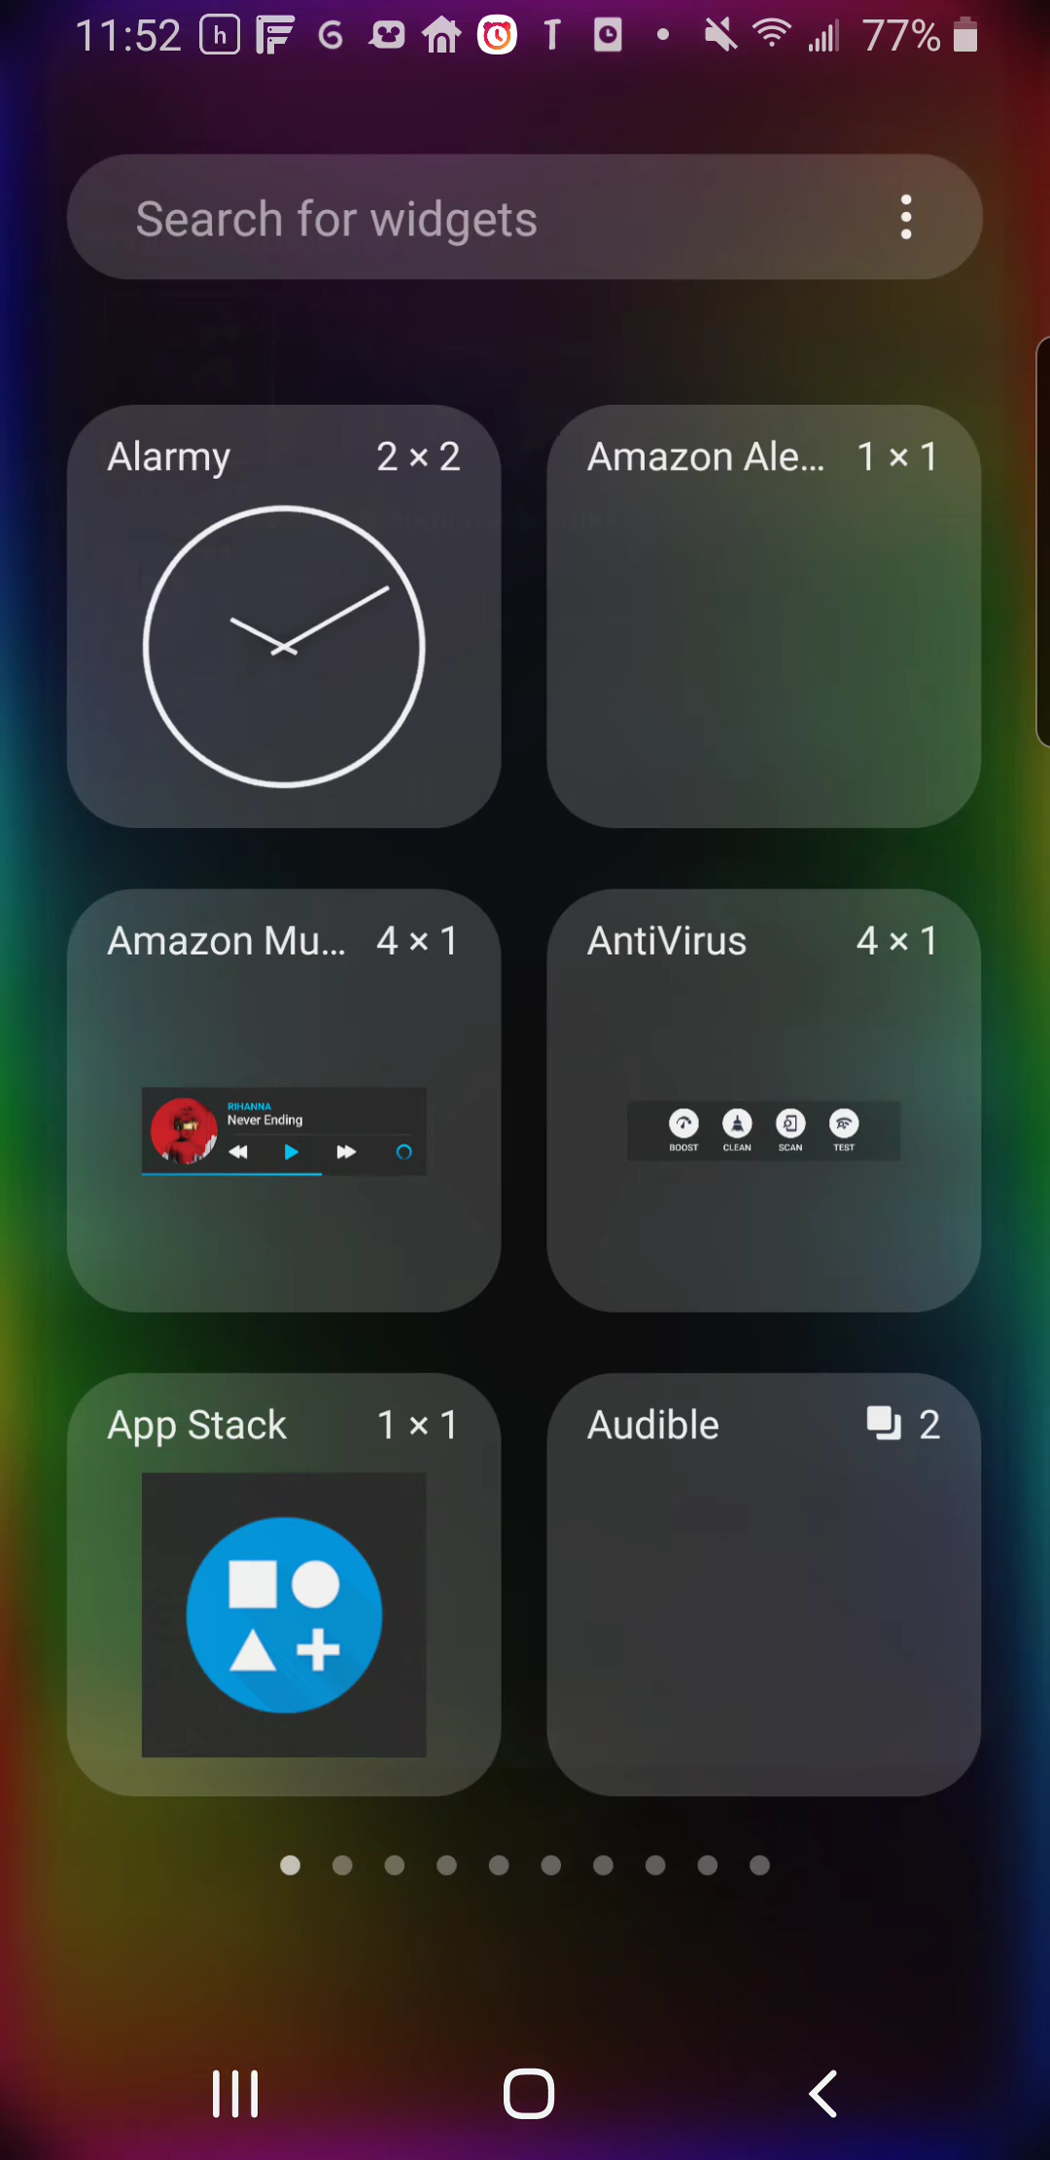 11:52 h 6 T 77%
Search for widgets
Alarmy 2 × 2
Amazon Ale... 1 × 1
Amazon Mu... 4 × 1
RIHANNA
Never Ending
AntiVirus 4 × 1
BOOST CLEAN SCAN TEST
App Stack 1 × 1
Audible 2